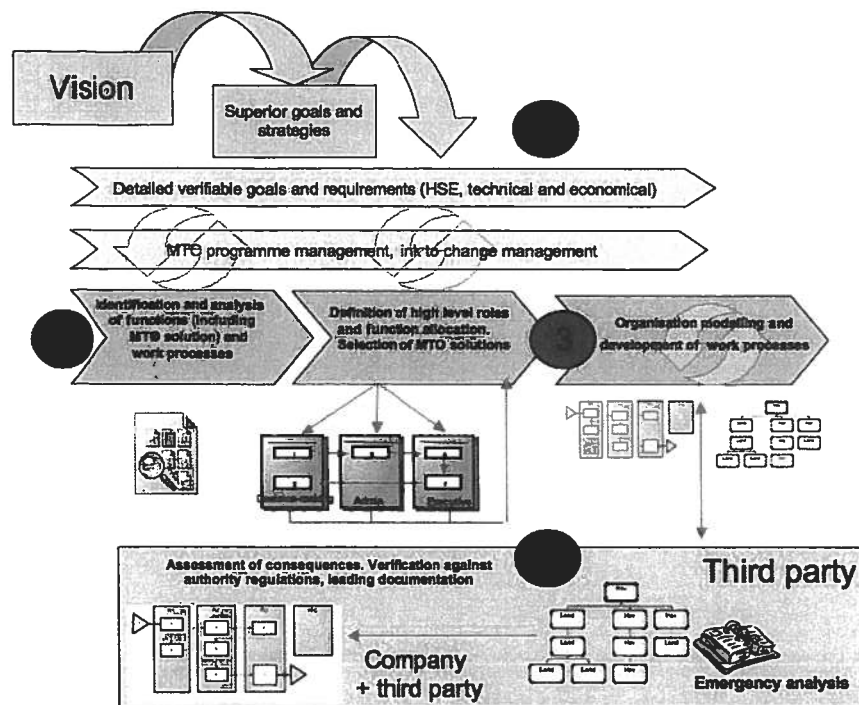 Vision
Superior goals and
strategies
Detailed verifiable goals and requirements (HSE, technical and economical)
MTO programme management, ink to change management
Identification and analysis
of functions (including
MTO solution) and
work processes
Definition of high level roles
and function allocation.
Selection of MTO solutions
3
Organisation modelling and
development of work processes
Admin
Executive
Assessment of consequences. Verification against
authority regulations, leading documentation
Third party
Company
+ third party
Emergency analysis